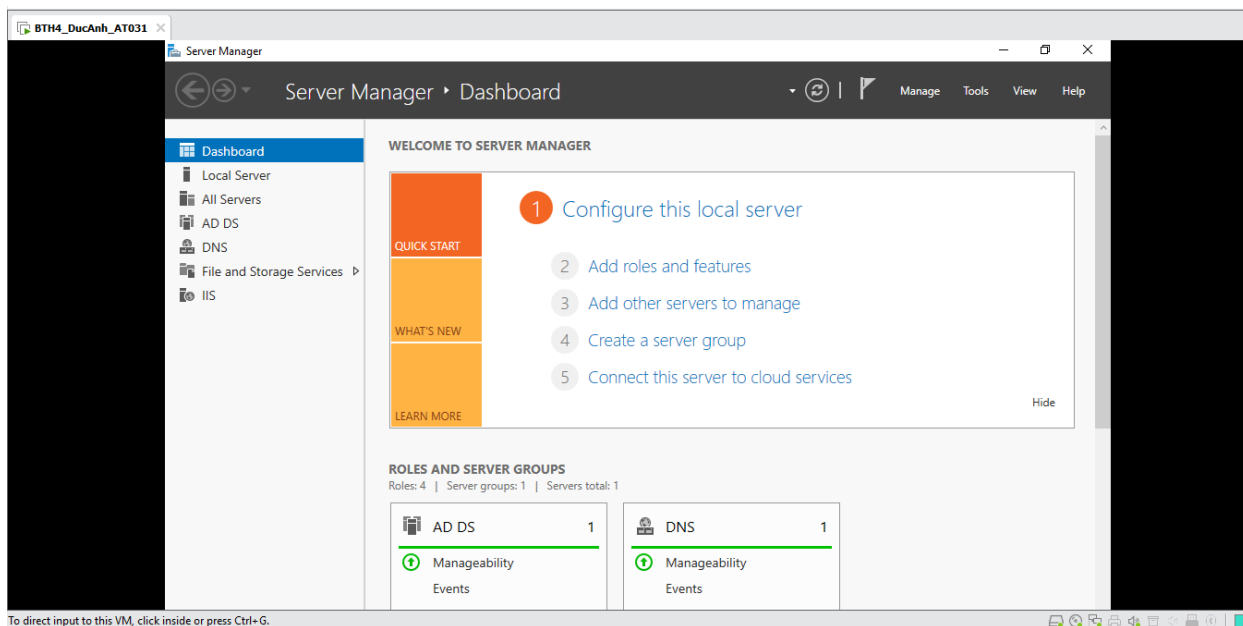 BTH4_DucAnh_AT031
Server Manager
Server Manager ‣ Dashboard
Manage Tools View Help
Dashboard
Local Server
All Servers
AD DS
DNS
File and Storage Services
IIS
WELCOME TO SERVER MANAGER
QUICK START
WHAT'S NEW
LEARN MORE
1 Configure this local server
2 Add roles and features
3 Add other servers to manage
4 Create a server group
5 Connect this server to cloud services
Hide
ROLES AND SERVER GROUPS
Roles: 4 | Server groups: 1 | Servers total: 1
AD DS 1
Manageability
Events
DNS 1
Manageability
Events
To direct input to this VM, click inside or press Ctrl+G.